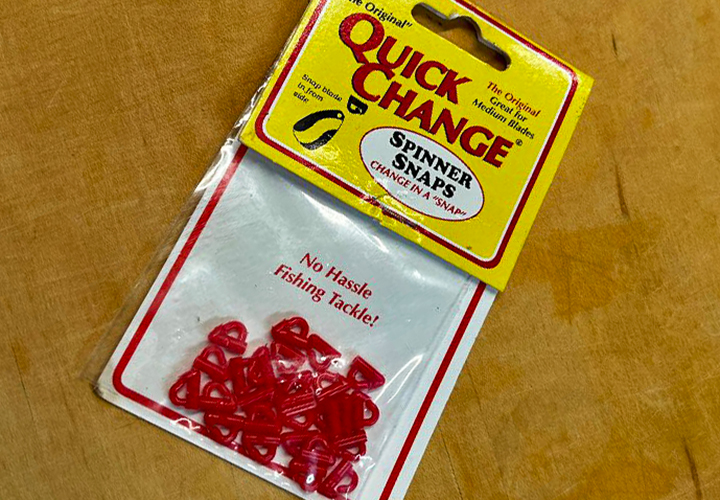 The Original"
QUICK
CHANGE®
The Original
Great for
Medium Blades
Snap blade
in from
side
SPINNER
SNAPS
CHANGE IN A "SNAP"
No Hassle
Fishing Tackle!